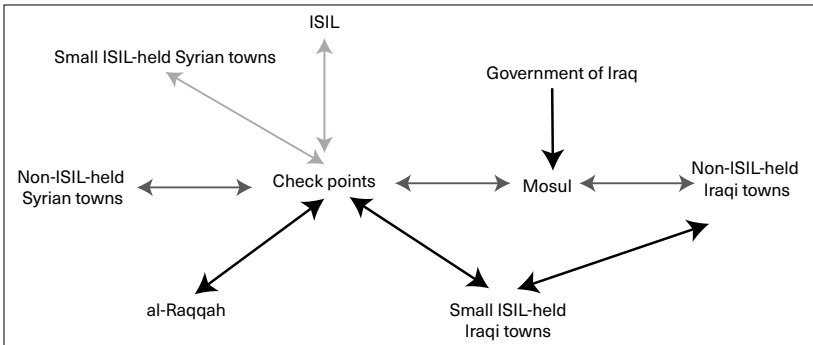 ISIL
Small ISIL-held Syrian towns
Government of Iraq
Non-ISIL-held
Syrian towns
Check points
Mosul
Non-ISIL-held
Iraqi towns
al-Raqqah
Small ISIL-held
Iraqi towns